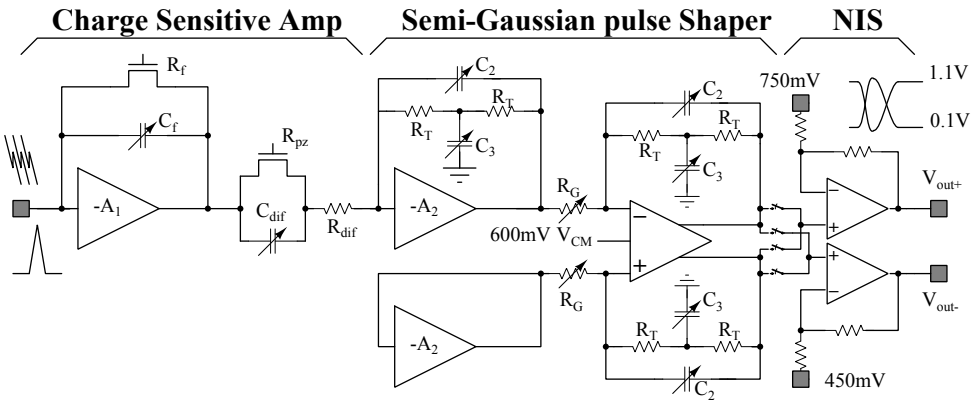 Charge Sensitive Amp
Semi-Gaussian pulse Shaper
NIS
R_f
C_f
-A_1
R_pz
C_dif
R_dif
C_2
R_T
R_T
C_3
-A_2
R_G
C_2
R_T
R_T
C_3
600mV V_CM
-A_2
R_G
C_3
R_T
R_T
C_2
750mV
1.1V
0.1V
V_out+
V_out-
450mV